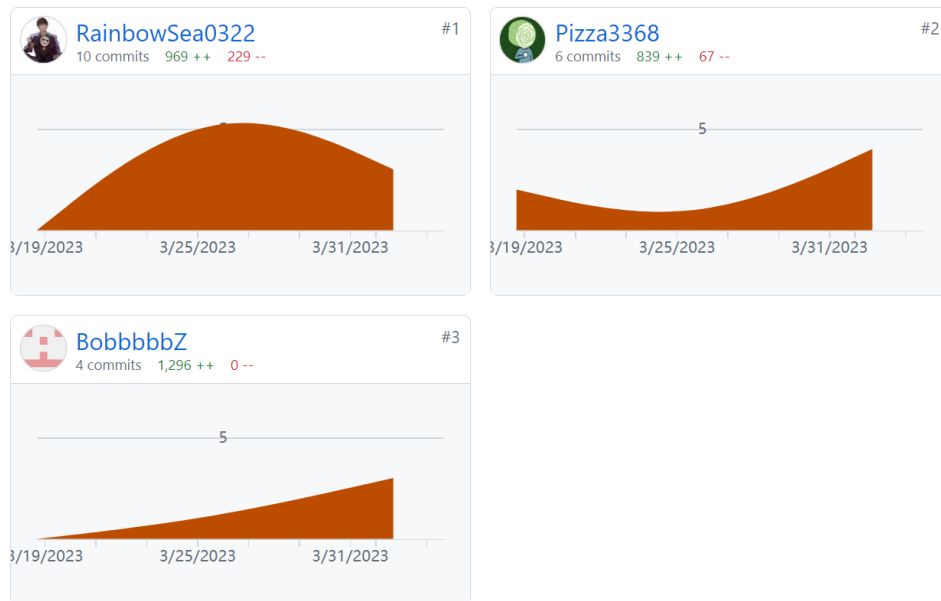 RainbowSea0322 #1
10 commits 969 ++ 229 --
3/19/2023 3/25/2023 3/31/2023
Pizza3368 #2
6 commits 839 ++ 67 --
5
3/19/2023 3/25/2023 3/31/2023
BobbbbbZ #3
4 commits 1,296 ++ 0 --
5
3/19/2023 3/25/2023 3/31/2023